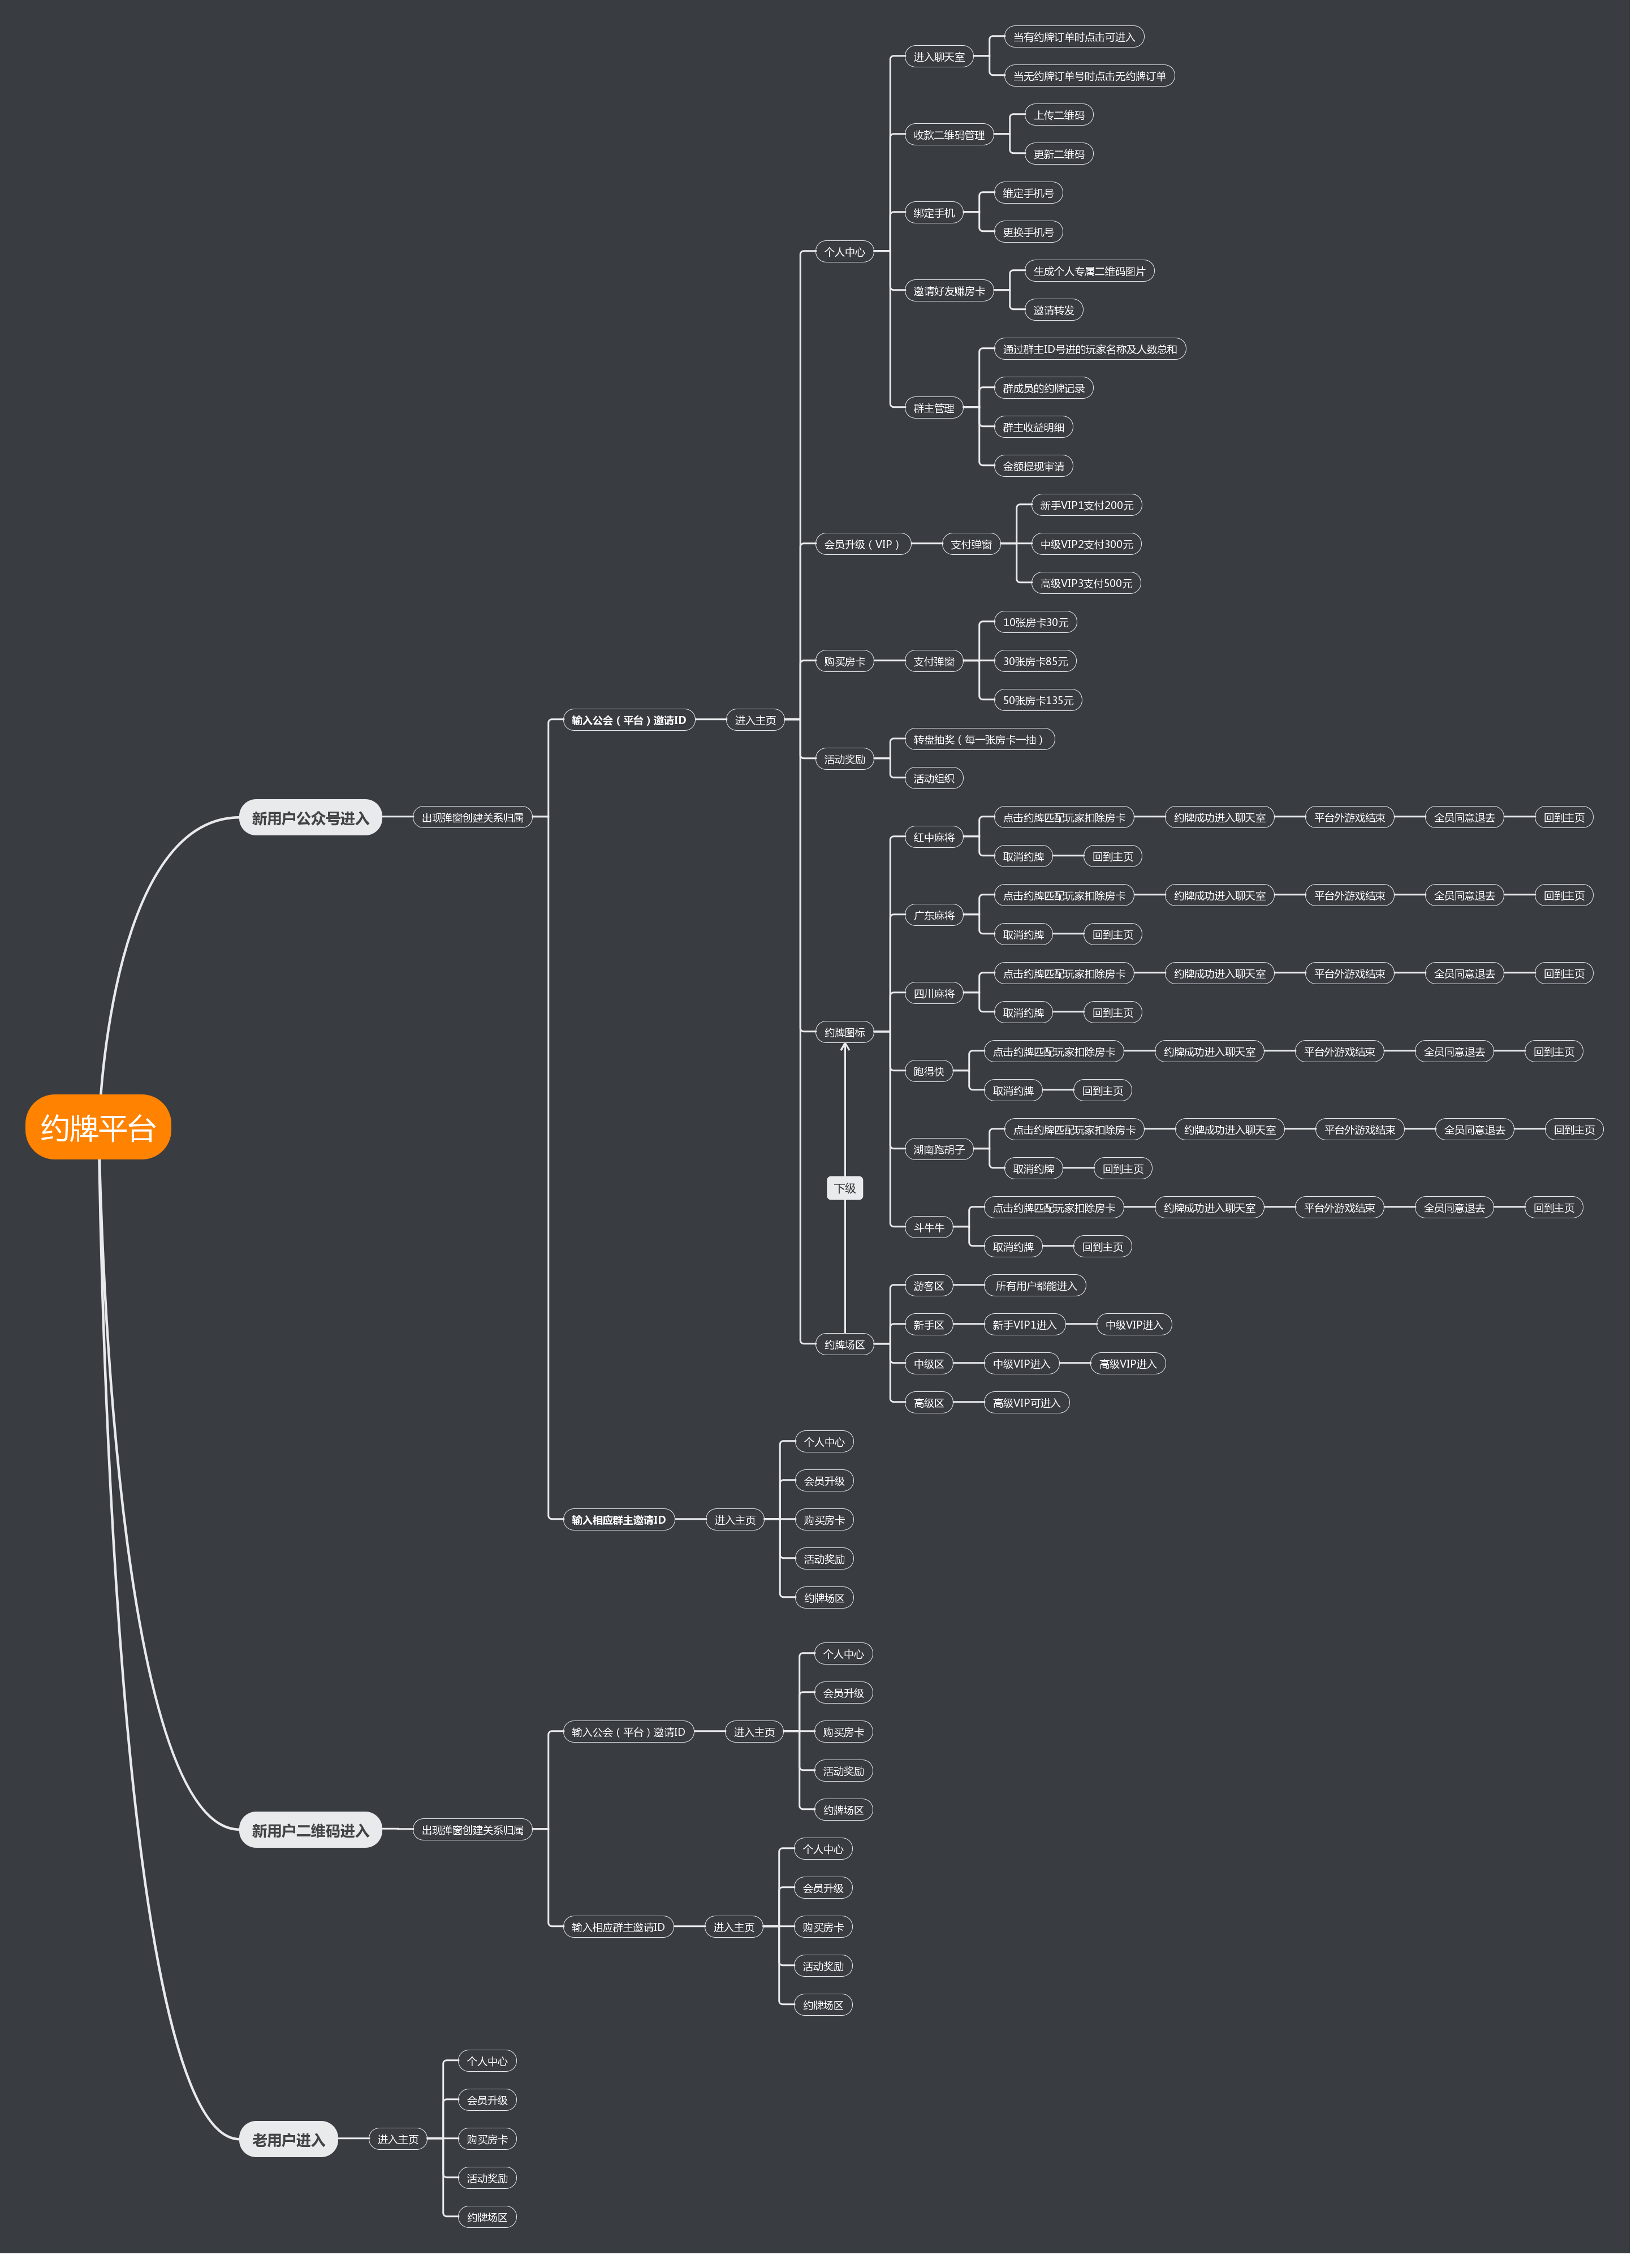 约牌平台
新用户公众号进入
出现弹窗创建关系归属
输入公会（平台）邀请ID
进入主页
个人中心
进入聊天室
当有约牌订单时点击可进入
当无约牌订单号时点击无约牌订单
收款二维码管理
上传二维码
更新二维码
绑定手机
维定手机号
更换手机号
邀请好友赚房卡
生成个人专属二维码图片
邀请转发
群主管理
通过群主ID号进的玩家名称及人数总和
群成员的约牌记录
群主收益明细
金额提现审请
会员升级（VIP）
支付弹窗
新手VIP1支付200元
中级VIP2支付300元
高级VIP3支付500元
购买房卡
支付弹窗
10张房卡30元
30张房卡85元
50张房卡135元
活动奖励
转盘抽奖（每一张房卡一抽）
活动组织
约牌图标
红中麻将
点击约牌匹配玩家扣除房卡
约牌成功进入聊天室
平台外游戏结束
全员同意退去
回到主页
取消约牌
回到主页
广东麻将
点击约牌匹配玩家扣除房卡
约牌成功进入聊天室
平台外游戏结束
全员同意退去
回到主页
取消约牌
回到主页
四川麻将
点击约牌匹配玩家扣除房卡
约牌成功进入聊天室
平台外游戏结束
全员同意退去
回到主页
取消约牌
回到主页
跑得快
点击约牌匹配玩家扣除房卡
约牌成功进入聊天室
平台外游戏结束
全员同意退去
回到主页
取消约牌
回到主页
湖南跑胡子
点击约牌匹配玩家扣除房卡
约牌成功进入聊天室
平台外游戏结束
全员同意退去
回到主页
取消约牌
回到主页
斗牛牛
点击约牌匹配玩家扣除房卡
约牌成功进入聊天室
平台外游戏结束
全员同意退去
回到主页
取消约牌
回到主页
下级
约牌场区
游客区
所有用户都能进入
新手区
新手VIP1进入
中级VIP进入
中级区
中级VIP进入
高级VIP进入
高级区
高级VIP可进入
输入相应群主邀请ID
进入主页
个人中心
会员升级
购买房卡
活动奖励
约牌场区
新用户二维码进入
出现弹窗创建关系归属
输入公会（平台）邀请ID
进入主页
个人中心
会员升级
购买房卡
活动奖励
约牌场区
输入相应群主邀请ID
进入主页
个人中心
会员升级
购买房卡
活动奖励
约牌场区
老用户进入
进入主页
个人中心
会员升级
购买房卡
活动奖励
约牌场区